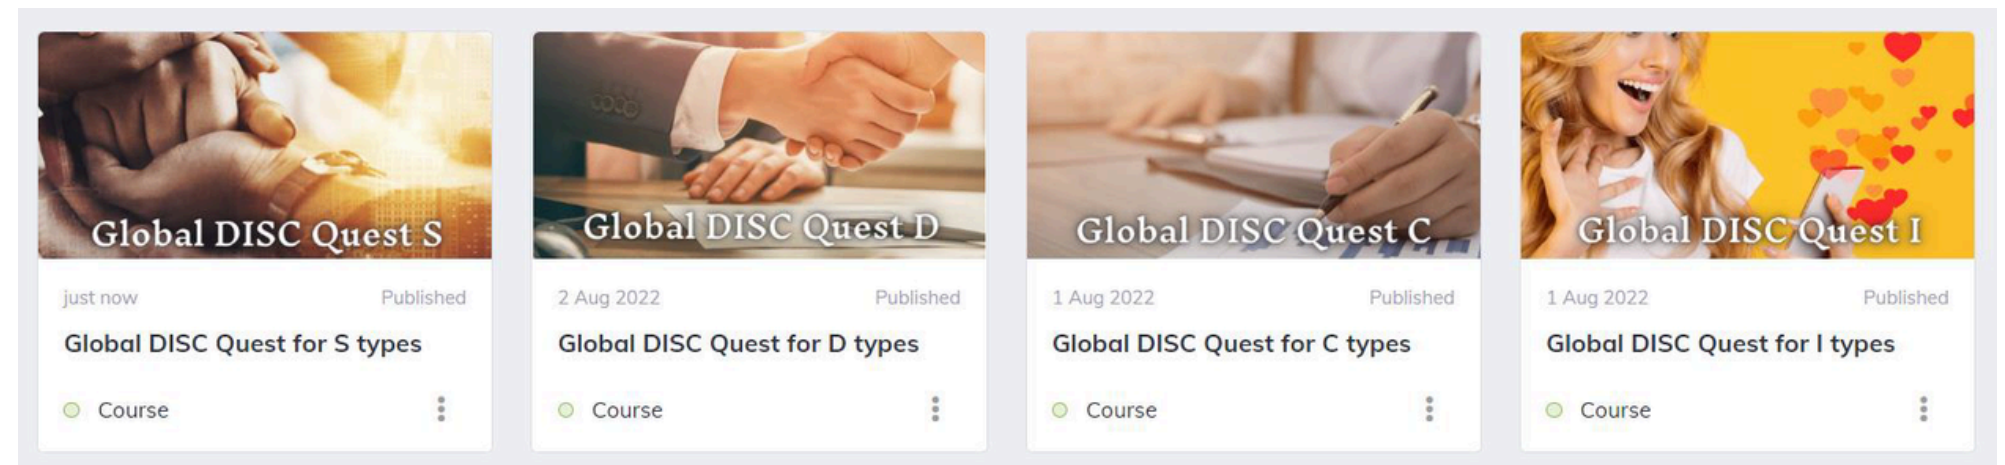 Global DISC Quest S
just now
Published
Global DISC Quest for S types
Course
Global DISC Quest D
2 Aug 2022
Published
Global DISC Quest for D types
Course
Global DISC Quest C
1 Aug 2022
Published
Global DISC Quest for C types
Course
Global DISC Quest I
1 Aug 2022
Published
Global DISC Quest for I types
Course